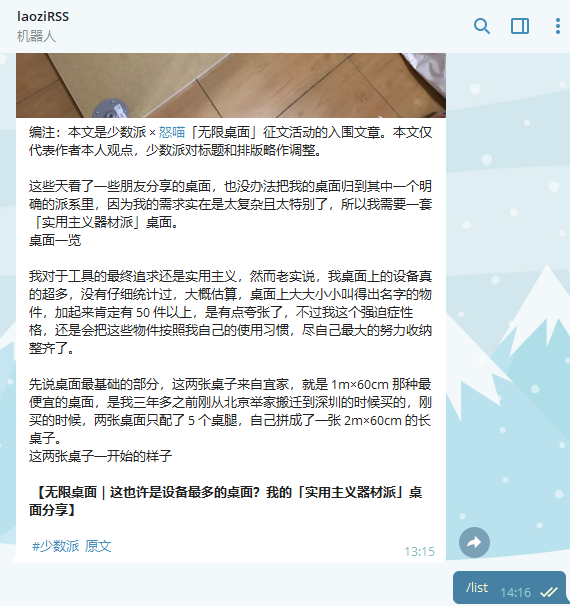 laoziRSS
机器人
编注：本文是少数派 × 怒喵「无限桌面」征文活动的入围文章。本文仅
代表作者本人观点，少数派对标题和排版略作调整。
这些天看了一些朋友分享的桌面，也没办法把我的桌面归到其中一个明
确的派系里，因为我的需求实在是太复杂且太特别了，所以我需要一套
「实用主义器材派」桌面。
桌面一览
我对于工具的最终追求还是实用主义，然而老实说，我桌面上的设备真
的超多，没有仔细统计过，大概估算，桌面上大大小小叫得出名字的物
件，加起来肯定有 50 件以上，是有点夸张了，不过我这个强迫症性
格，还是会把这些物件按照我自己的使用习惯，尽自己最大的努力收纳
整齐了。
先说桌面最基础的部分，这两张桌子来自宜家，就是 1m×60cm 那种最
便宜的桌面，是我三年多之前刚从北京举家搬迁到深圳的时候买的，刚
买的时候，两张桌面只配了 5 个桌腿，自己拼成了一张 2m×60cm 的长
桌子。
这两张桌子一开始的样子
【无限桌面 | 这也许是设备最多的桌面？我的「实用主义器材派」桌
面分享】
#少数派 原文
13:15
/list 14:16